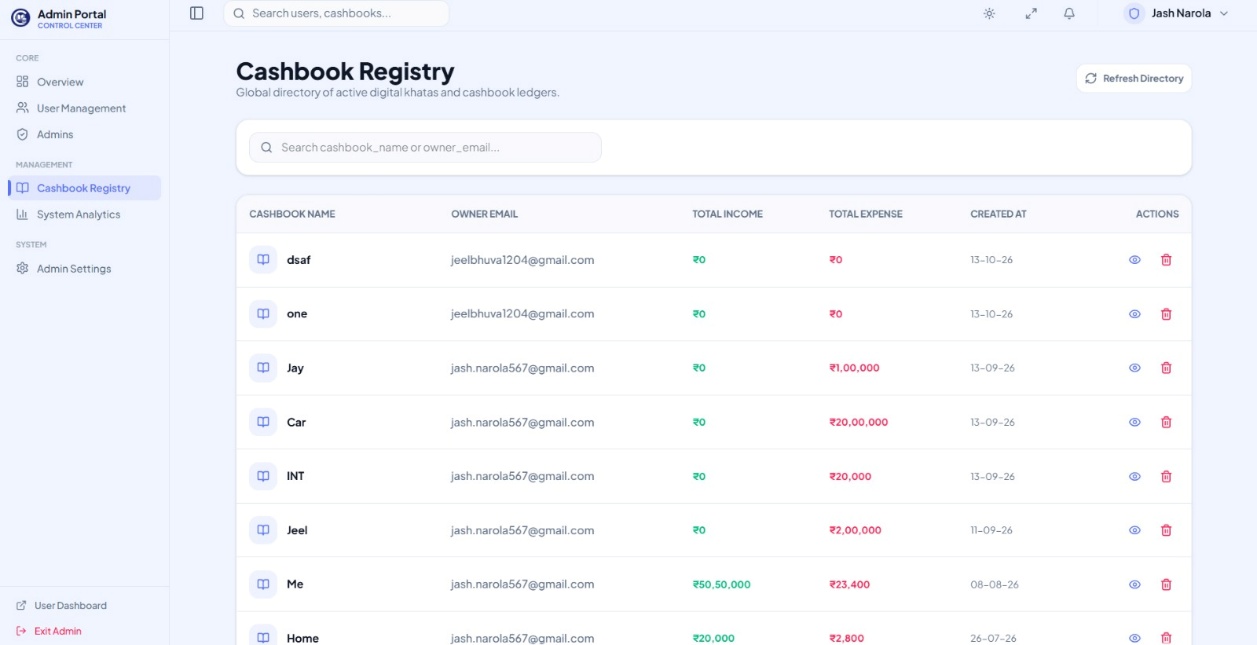 Admin Portal
CONTROL CENTER
Search users, cashbooks...
Jash Narola
CORE
Overview
User Management
Admins
MANAGEMENT
Cashbook Registry
System Analytics
SYSTEM
Admin Settings
User Dashboard
Exit Admin
Cashbook Registry
Global directory of active digital khatas and cashbook ledgers.
Refresh Directory
Search cashbook_name or owner_email...
CASHBOOK NAME OWNER EMAIL TOTAL INCOME TOTAL EXPENSE CREATED AT ACTIONS
dsaf jeelbhuva1204@gmail.com ₹0 ₹0 13-10-26
one jeelbhuva1204@gmail.com ₹0 ₹0 13-10-26
Jay jash.narola567@gmail.com ₹0 ₹1,00,000 13-09-26
Car jash.narola567@gmail.com ₹0 ₹20,00,000 13-09-26
INT jash.narola567@gmail.com ₹0 ₹20,000 13-09-26
Jeel jash.narola567@gmail.com ₹0 ₹2,00,000 11-09-26
Me jash.narola567@gmail.com ₹50,50,000 ₹23,400 08-08-26
Home jash.narola567@gmail.com ₹20,000 ₹2,800 26-07-26